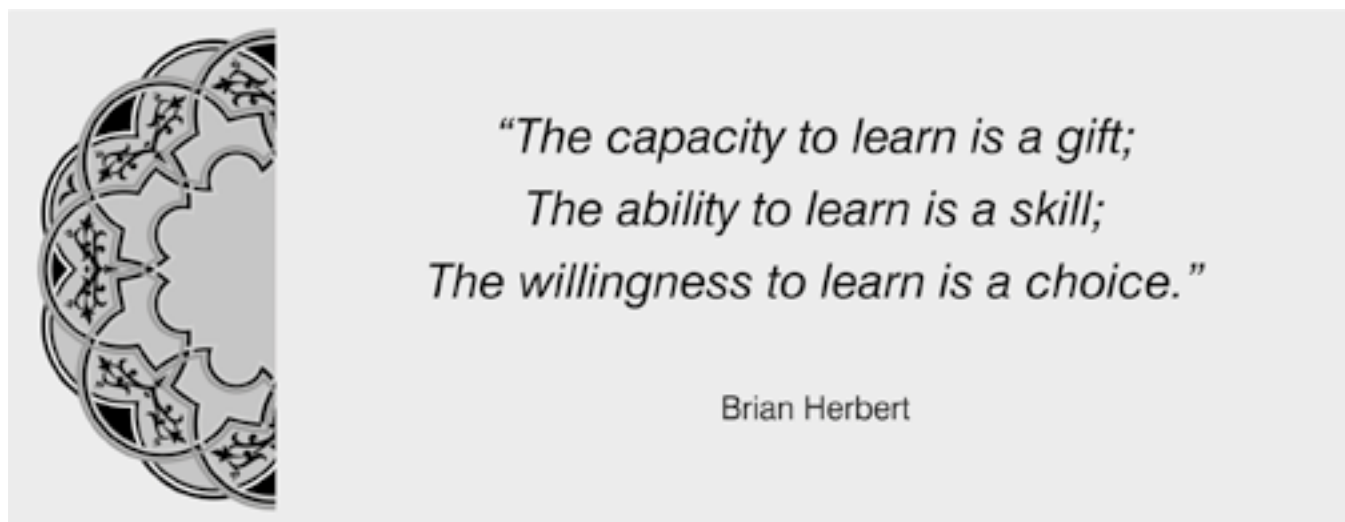 “The capacity to learn is a gift;
The ability to learn is a skill;
The willingness to learn is a choice.”
Brian Herbert